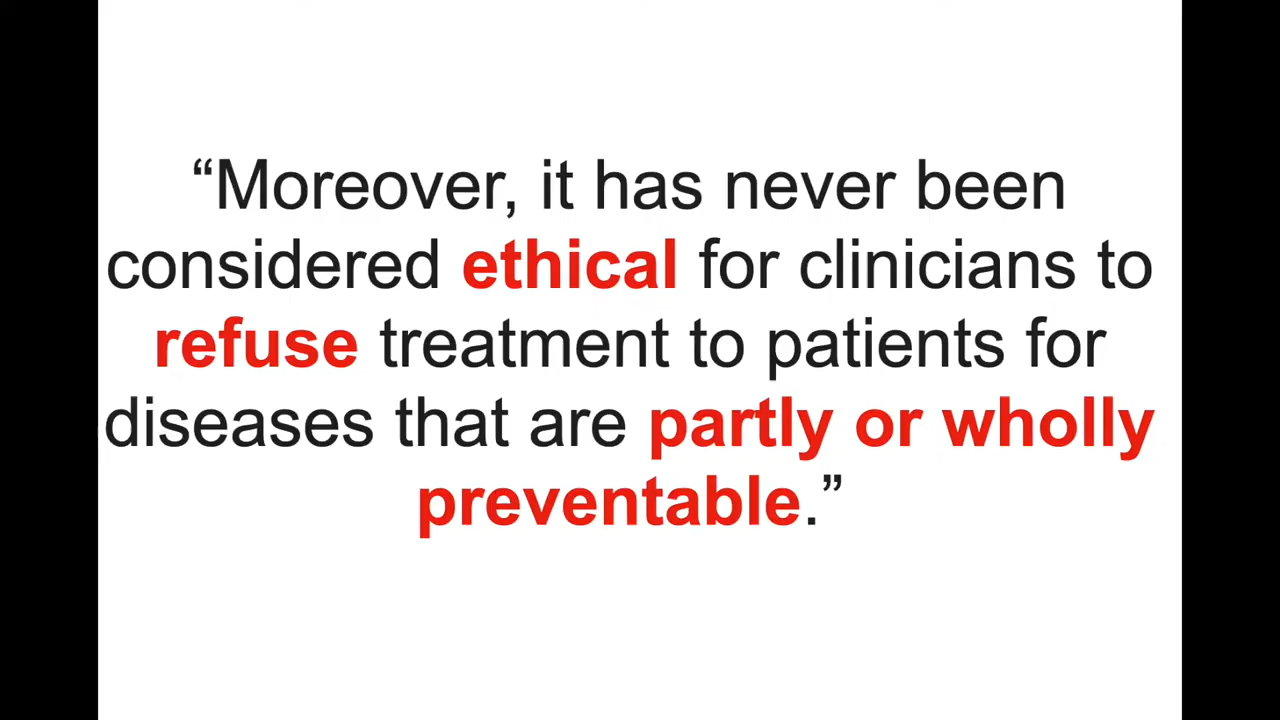 “Moreover, it has never been
considered ethical for clinicians to
refuse treatment to patients for
diseases that are partly or wholly
preventable.”